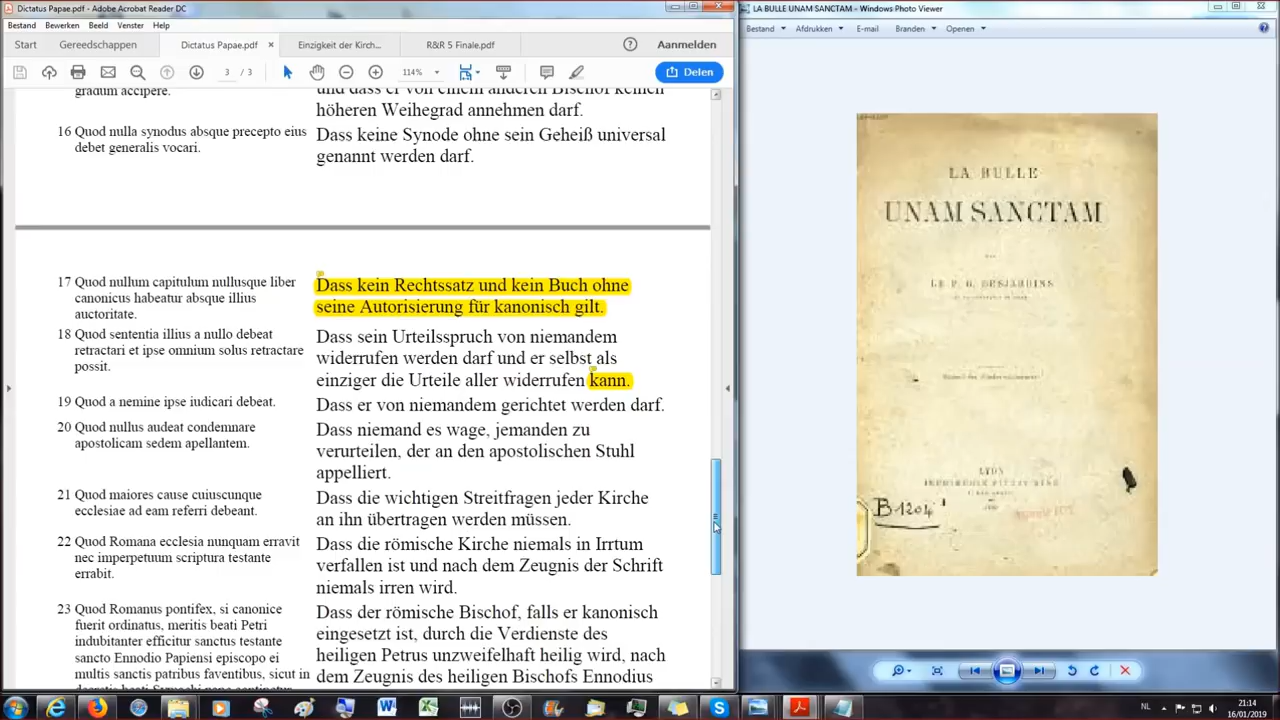 Dictatus Papae.pdf - Adobe Acrobat Reader DC
Bestand Bewerken Beeld Venster Help
Start Gereedschappen Dictatus Papae.pdf × Einzigkeit der Kirch... R&R 5 Finale.pdf ? Aanmelden
3 / 3 114% Delen
gradum accipere.
und dass er von einem anderen Bischof keinen
höheren Weihegrad annehmen darf.
16 Quod nulla synodus absque precepto eius
debet generalis vocari.
Dass keine Synode ohne sein Geheiß universal
genannt werden darf.
17 Quod nullum capitulum nullusque liber
canonicus habeatur absque illius
auctoritate.
Dass kein Rechtssatz und kein Buch ohne
seine Autorisierung für kanonisch gilt.
18 Quod sententia illius a nullo debeat
retractari et ipse omnium solus retractare
possit.
Dass sein Urteilsspruch von niemandem
widerrufen werden darf und er selbst als
einziger die Urteile aller widerrufen kann.
19 Quod a nemine ipse iudicari debeat.
Dass er von niemandem gerichtet werden darf.
20 Quod nullus audeat condemnare
apostolicam sedem apellantem.
Dass niemand es wage, jemanden zu
verurteilen, der an den apostolischen Stuhl
appelliert.
21 Quod maiores cause cuiuscunque
ecclesiae ad eam referri debeant.
Dass die wichtigen Streitfragen jeder Kirche
an ihn übertragen werden müssen.
22 Quod Romana ecclesia nunquam erravit
nec imperpetuum scriptura testante
errabit.
Dass die römische Kirche niemals in Irrtum
verfallen ist und nach dem Zeugnis der Schrift
niemals irren wird.
23 Quod Romanus pontifex, si canonice
fuerit ordinatus, meritis beati Petri
indubitanter efficitur sanctus testante
sancto Ennodio Papiensi episcopo ei
multis sanctis patribus faventibus, sicut in
Dass der römische Bischof, falls er kanonisch
eingesetzt ist, durch die Verdienste des
heiligen Petrus unzweifelhaft heilig wird, nach
dem Zeugnis des heiligen Bischofs Ennodius
LA BULLE UNAM SANCTAM - Windows Photo Viewer
Bestand Afdrukken E-mail Branden Openen
LA BULLE
UNAM SANCTAM
PAR
LE P. G. DESJARDINS
LYON
B 1204
NL 21:14
16/01/2019